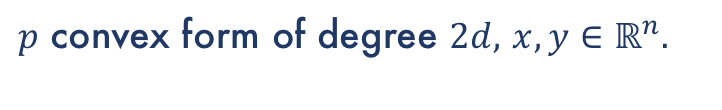 p convex form of degree 2d, x, y ∈ ℝⁿ.